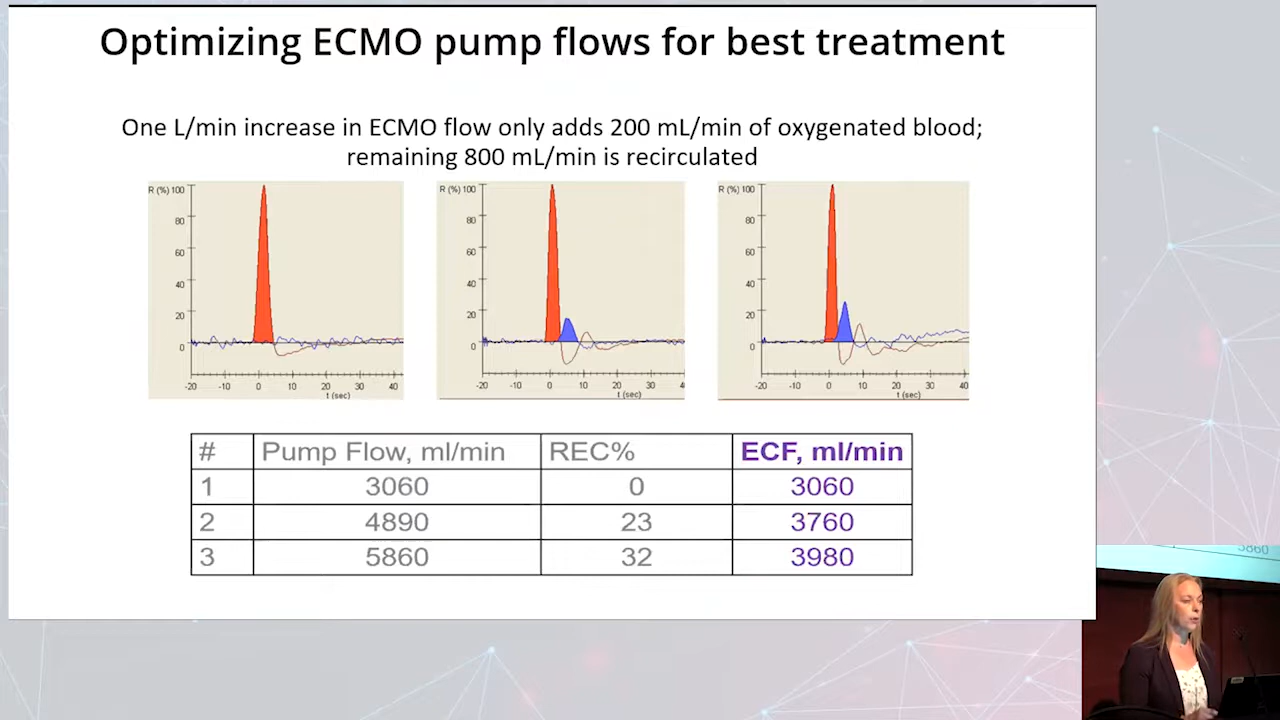 Optimizing ECMO pump flows for best treatment
One L/min increase in ECMO flow only adds 200 mL/min of oxygenated blood;
remaining 800 mL/min is recirculated
R (%) 100
80
60
40
20
0
-20 -10 0 10 20 30 40
t (sec)
R (%) 100
80
60
40
20
0
-20 -10 0 10 20 30 4
t (sec)
R (%) 100
80
60
40
20
0
-20 -10 0 10 20 30 40
t (sec)
# Pump Flow, ml/min REC% ECF, ml/min
1 3060 0 3060
2 4890 23 3760
3 5860 32 3980
5860